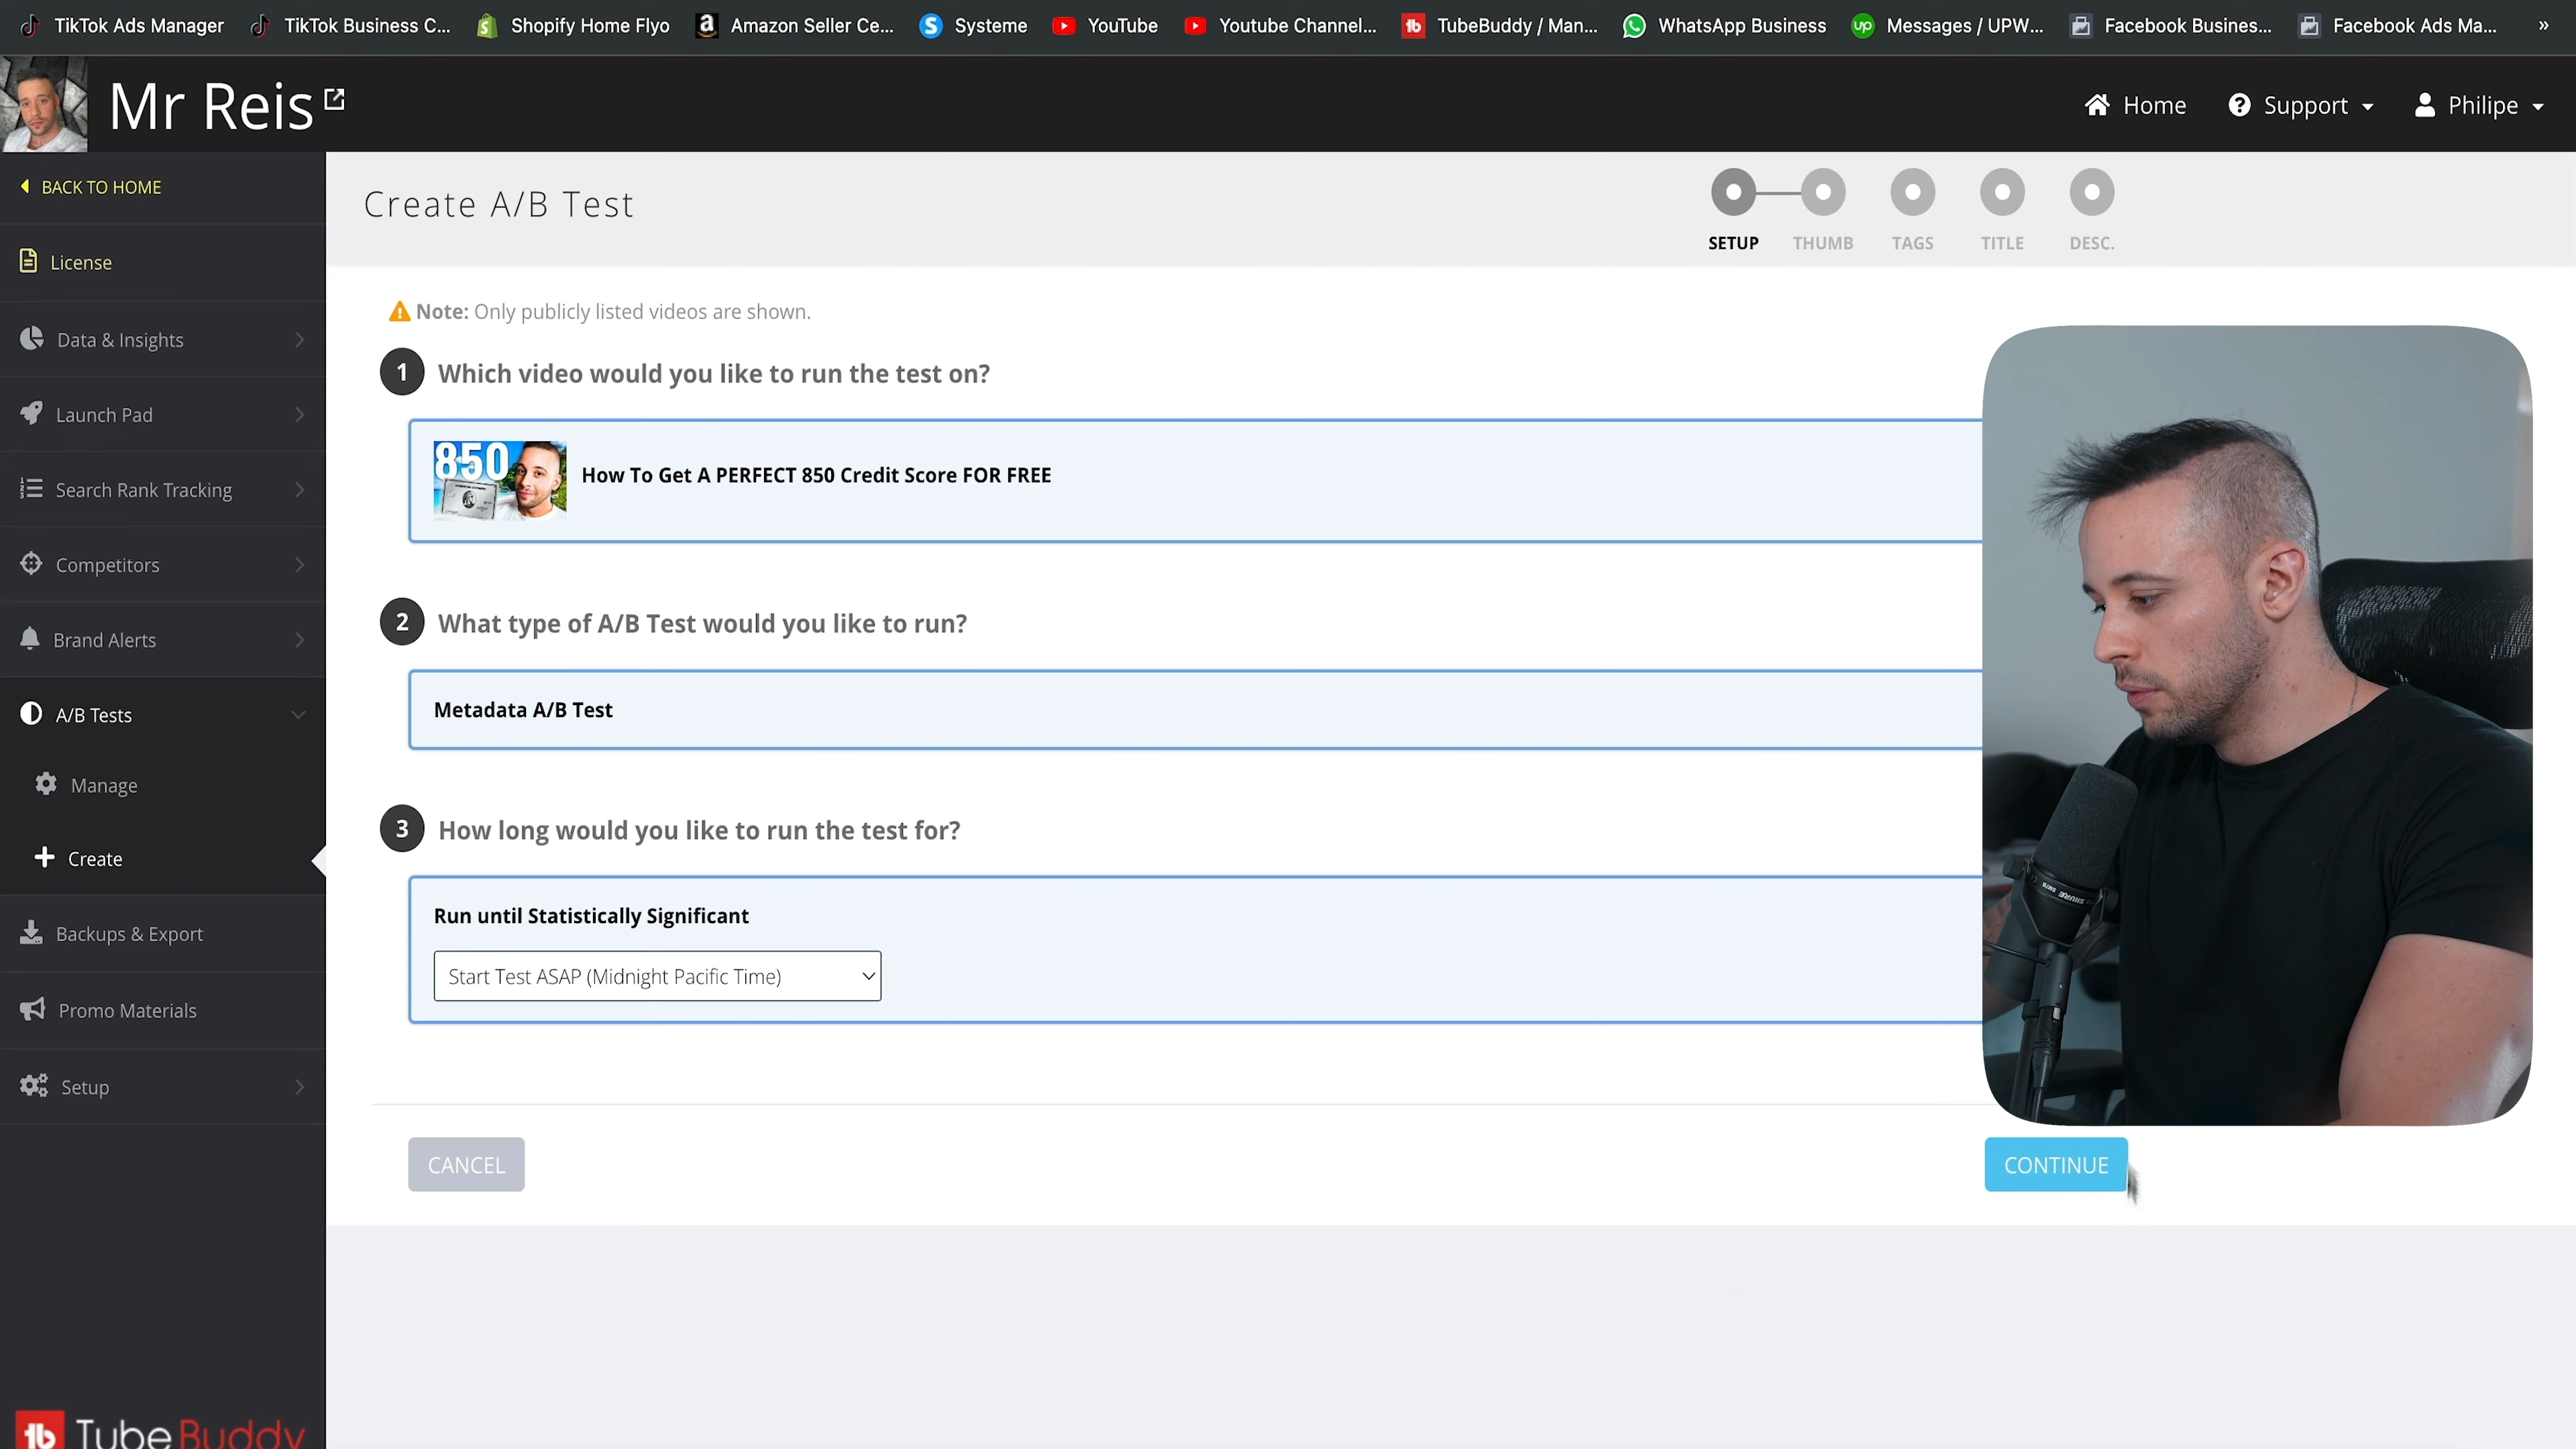 TikTok Ads Manager TikTok Business C... Shopify Home Flyo Amazon Seller Ce... Systeme YouTube Youtube Channel... TubeBuddy / Man... WhatsApp Business Messages / UPW... Facebook Busines... Facebook Ads Ma... »
Mr Reis
Home Support Philipe
BACK TO HOME
License
Data & Insights
Launch Pad
Search Rank Tracking
Competitors
Brand Alerts
A/B Tests
Manage
Create
Backups & Export
Promo Materials
Setup
TubeBuddy
Create A/B Test
SETUP THUMB TAGS TITLE DESC.
Note: Only publicly listed videos are shown.
1 Which video would you like to run the test on?
850
How To Get A PERFECT 850 Credit Score FOR FREE
2 What type of A/B Test would you like to run?
Metadata A/B Test
3 How long would you like to run the test for?
Run until Statistically Significant
Start Test ASAP (Midnight Pacific Time)
SHURE SM7B
CANCEL
CONTINUE